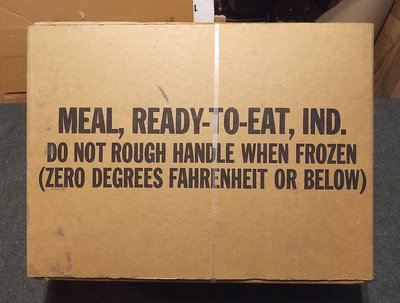 MEAL, READY-TO-EAT, IND.
DO NOT ROUGH HANDLE WHEN FROZEN
(ZERO DEGREES FAHRENHEIT OR BELOW)